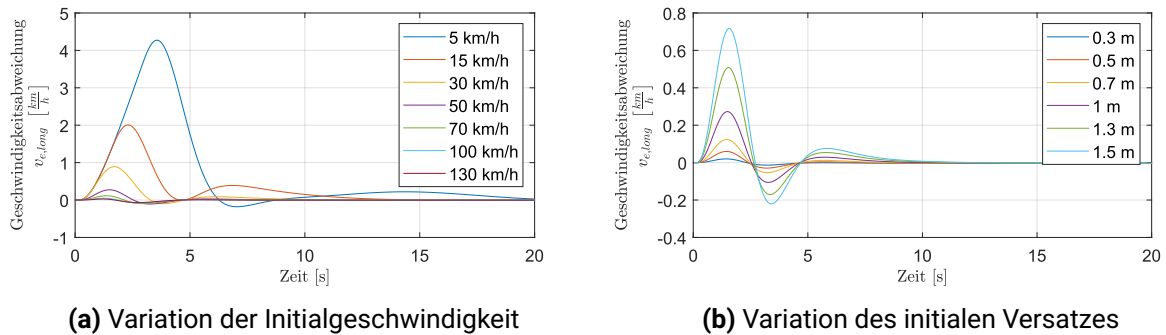 Geschwindigkeitsabweichung
v_{e,long} [km/h]
5
4
3
2
1
0
-1
0
5
10
15
20
Zeit [s]
5 km/h
15 km/h
30 km/h
50 km/h
70 km/h
100 km/h
130 km/h
(a) Variation der Initialgeschwindigkeit
Geschwindigkeitsabweichung
v_{e,long} [km/h]
0.8
0.6
0.4
0.2
0
-0.2
-0.4
0
5
10
15
20
Zeit [s]
0.3 m
0.5 m
0.7 m
1 m
1.3 m
1.5 m
(b) Variation des initialen Versatzes